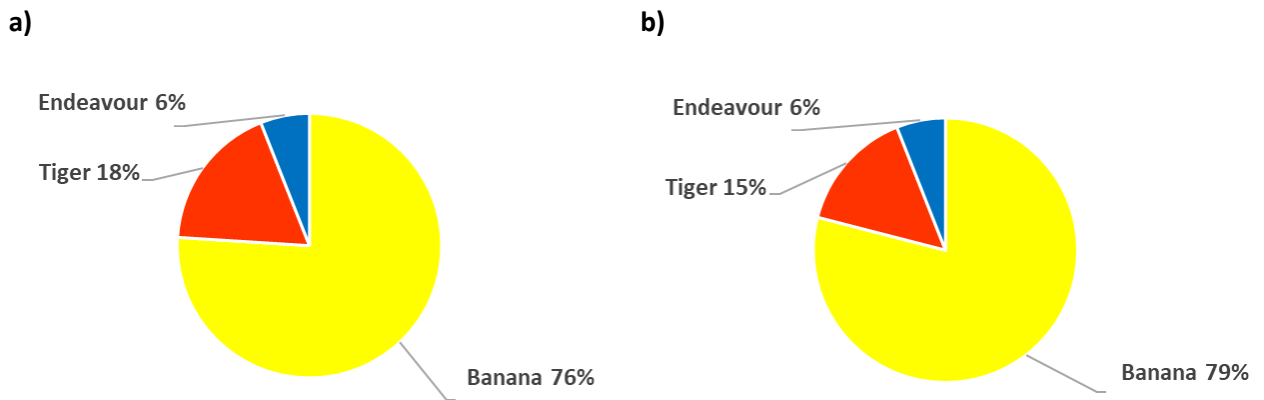 a)
Endeavour 6%
Tiger 18%
Banana 76%
b)
Endeavour 6%
Tiger 15%
Banana 79%